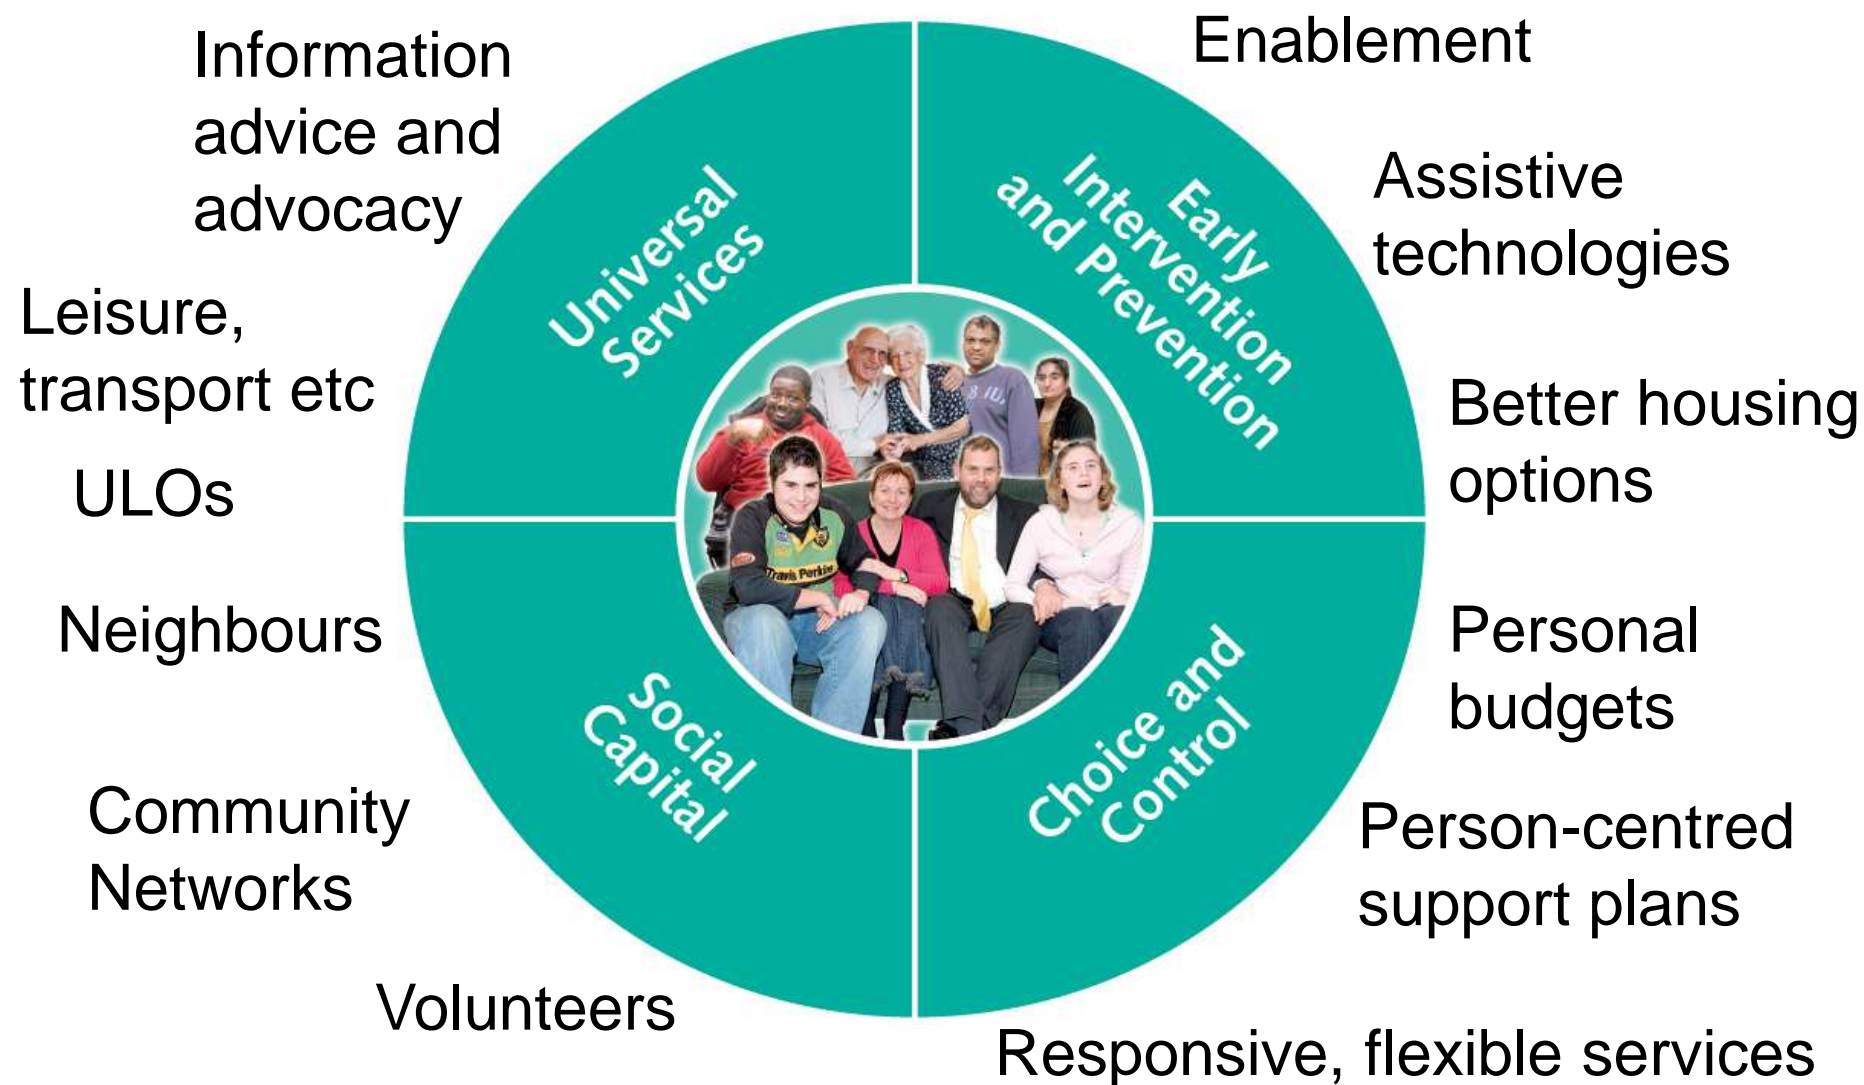 Information
advice and
advocacy
Leisure,
transport etc
ULOs
Neighbours
Community
Networks
Volunteers
Universal
Services
Early
Intervention
and Prevention
Social
Capital
Choice and
Control
Travis Perkins
Enablement
Assistive
technologies
Better housing
options
Personal
budgets
Person-centred
support plans
Responsive, flexible services